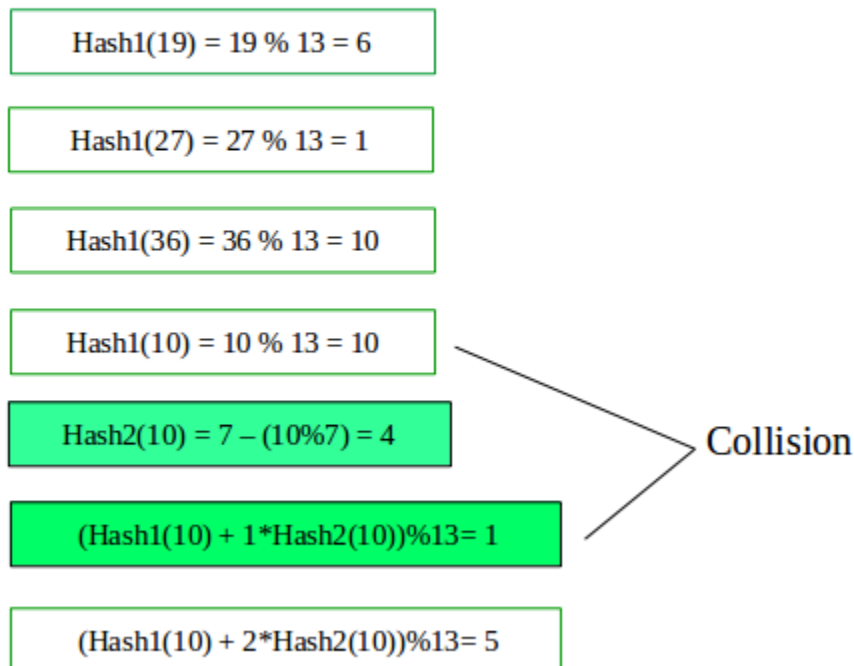 Hash1(19) = 19 % 13 = 6
Hash1(27) = 27 % 13 = 1
Hash1(36) = 36 % 13 = 10
Hash1(10) = 10 % 13 = 10
Hash2(10) = 7 – (10%7) = 4
Collision
(Hash1(10) + 1*Hash2(10))%13= 1
(Hash1(10) + 2*Hash2(10))%13= 5